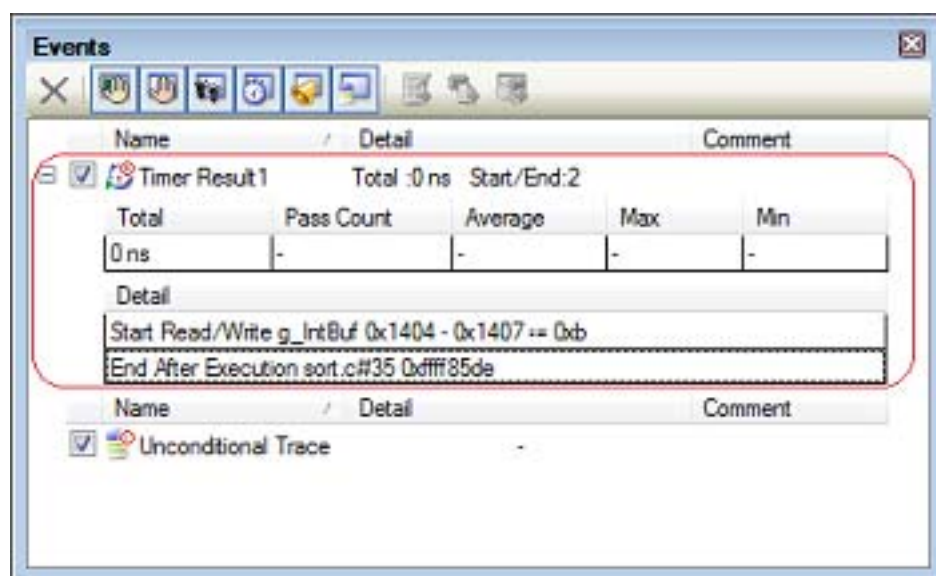 Events
Name / Detail Comment
Timer Result1 Total :0 ns Start/End:2
Total Pass Count Average Max Min
0 ns - - - -
Detail
Start Read/Write g_IntBuf 0x1404 - 0x1407 == 0xb
End After Execution sort.c#35 0xffff85de
Name / Detail Comment
Unconditional Trace -